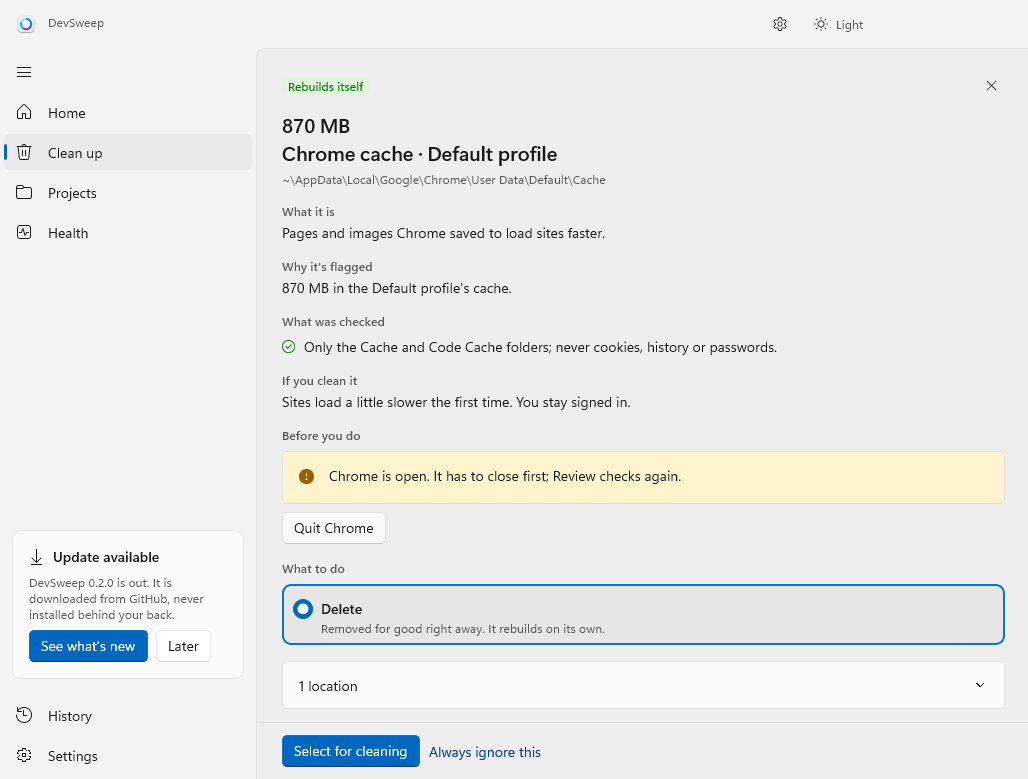 DevSweep
Light
Home
Clean up
Projects
Health
Update available
DevSweep 0.2.0 is out. It is
downloaded from GitHub, never
installed behind your back.
See what's new
Later
History
Settings
Rebuilds itself
870 MB
Chrome cache · Default profile
~\AppData\Local\Google\Chrome\User Data\Default\Cache
What it is
Pages and images Chrome saved to load sites faster.
Why it's flagged
870 MB in the Default profile's cache.
What was checked
Only the Cache and Code Cache folders; never cookies, history or passwords.
If you clean it
Sites load a little slower the first time. You stay signed in.
Before you do
Chrome is open. It has to close first; Review checks again.
Quit Chrome
What to do
Delete
Removed for good right away. It rebuilds on its own.
1 location
Select for cleaning
Always ignore this